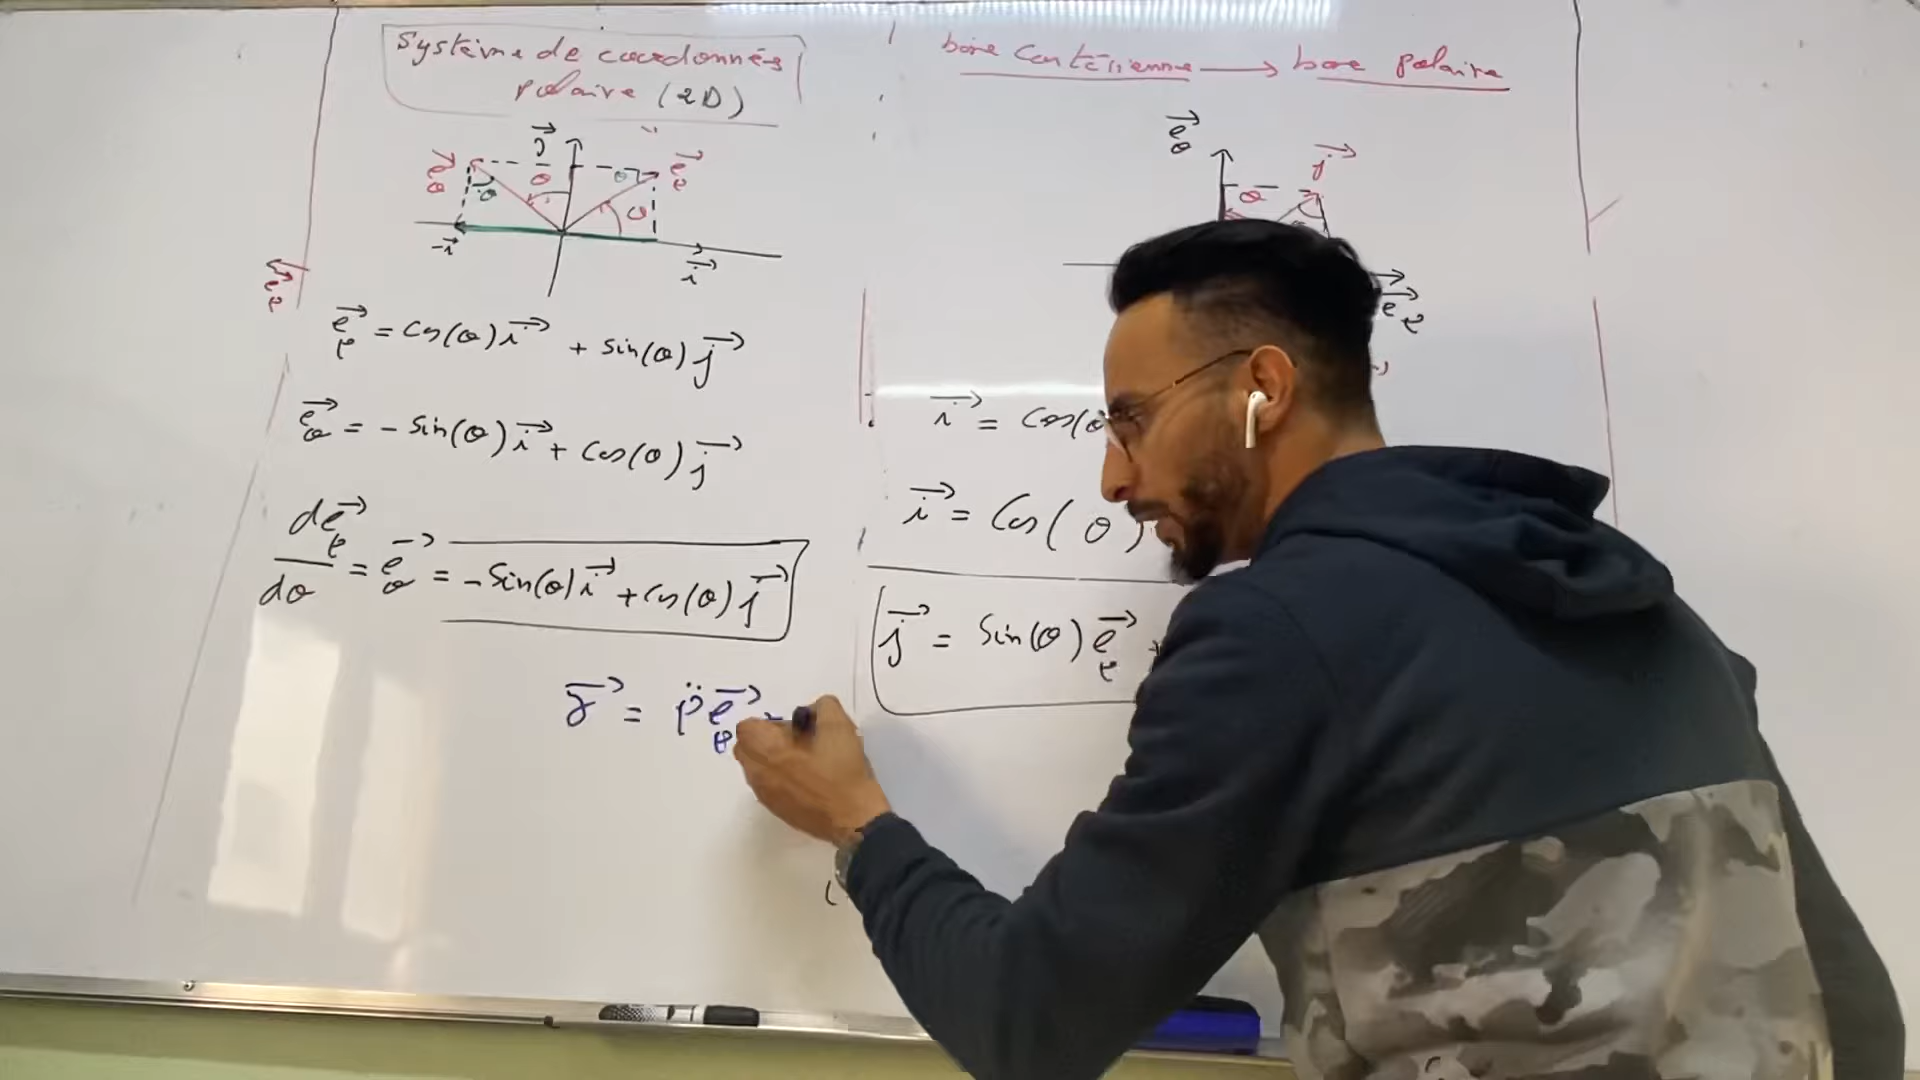 Système de coordonnés
polaire (2D)
base Cartésienne → base polaire
j⃗
e⃗θ
θ
θ
θ
θ
e⃗ρ
-i⃗
i⃗
e⃗θ
j⃗
θ
e⃗ρ
e⃗ρ
e⃗ρ = cos(θ) i⃗ + sin(θ) j⃗
e⃗θ = - sin(θ) i⃗ + cos(θ) j⃗
de⃗ρ/dθ = e⃗θ = - sin(θ) i⃗ + cos(θ) j⃗
γ⃗ = ρ̈ e⃗ρ
i⃗ = cos(θ
i⃗ = cos(θ)
j⃗ = sin(θ) e⃗ρ +